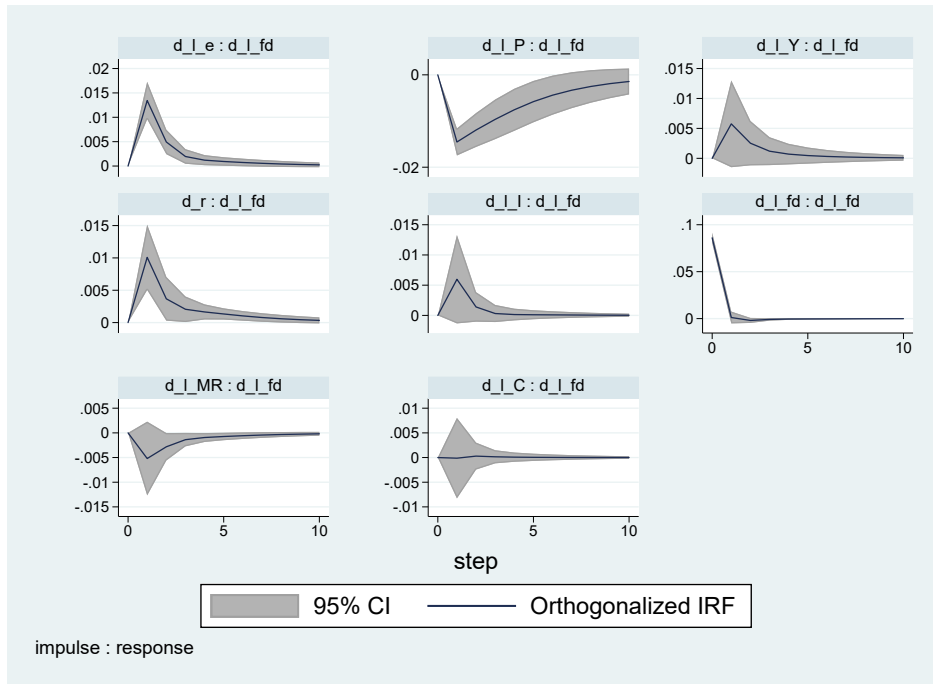 d_l_e : d_l_fd
.02
.015
.01
.005
0
d_l_P : d_l_fd
0
-.02
d_l_Y : d_l_fd
.015
.01
.005
0
d_r : d_l_fd
.015
.01
.005
0
d_l_I : d_l_fd
.015
.01
.005
0
d_l_fd : d_l_fd
.1
.05
0
0 5 10
d_l_MR : d_l_fd
.005
0
-.005
-.01
-.015
0 5 10
d_l_C : d_l_fd
.01
.005
0
-.005
-.01
0 5 10
step
95% CI Orthogonalized IRF
impulse : response